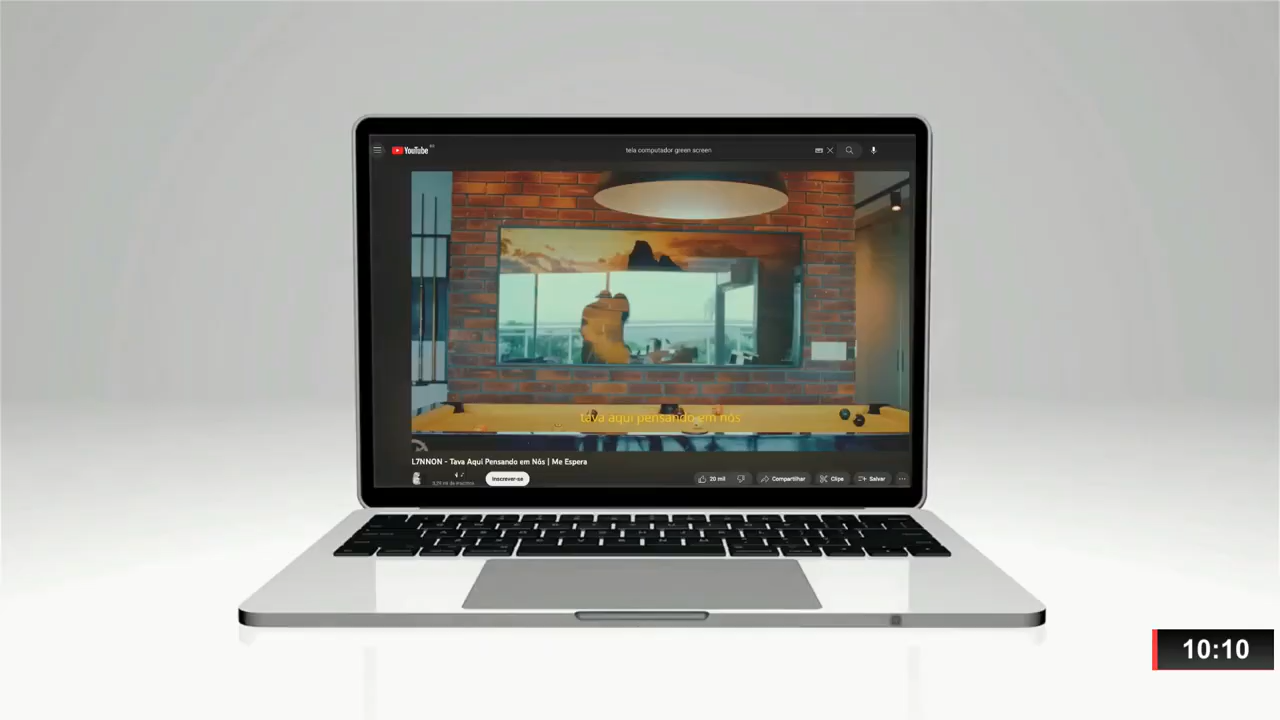 YouTube
tela computador green screen
tava aqui pensando em nós
L7NNON - Tava Aqui Pensando em Nós | Me Espera
Inscrever-se
20 mil
Compartilhar
Clipe
Salvar
10:10